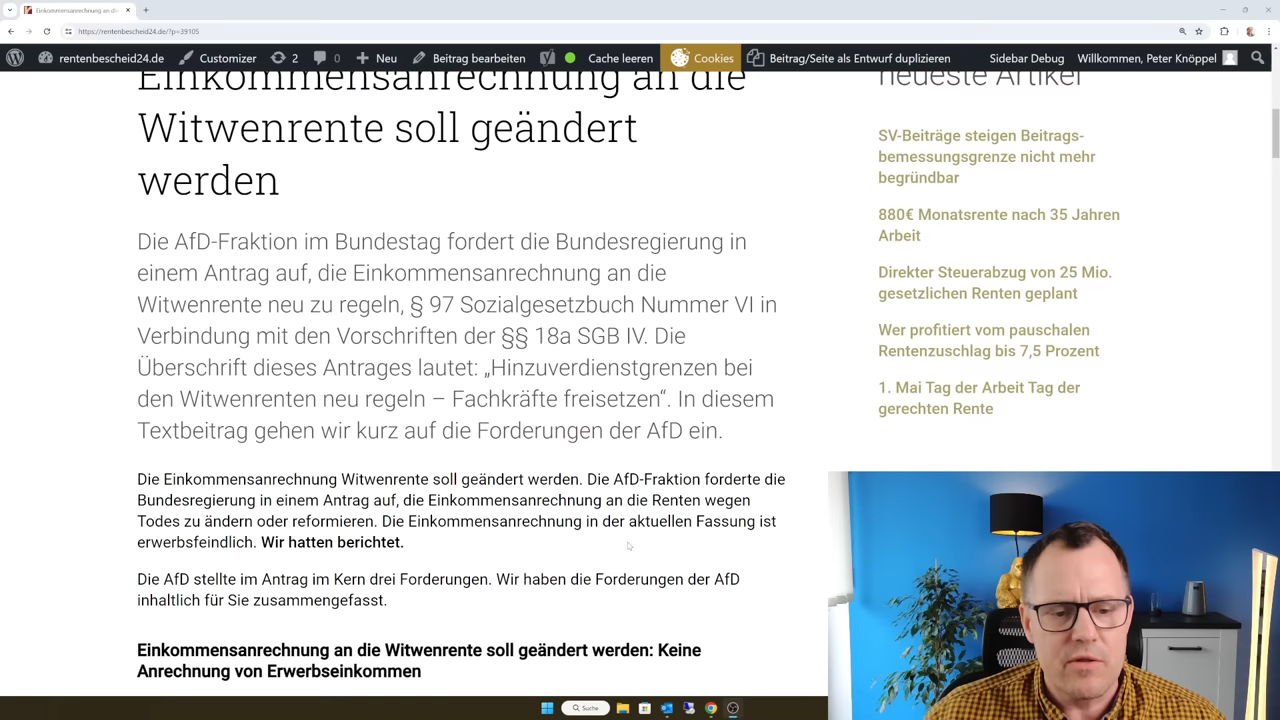 Einkommensanrechnung an di
https://rentenbescheid24.de/?p=39105
rentenbescheid24.de Customizer 2 0 Neu Beitrag bearbeiten Cache leeren Cookies Beitrag/Seite als Entwurf duplizieren Sidebar Debug Willkommen, Peter Knöppel
Einkommensanrechnung an die
Witwenrente soll geändert
werden
Die AfD-Fraktion im Bundestag fordert die Bundesregierung in
einem Antrag auf, die Einkommensanrechnung an die
Witwenrente neu zu regeln, § 97 Sozialgesetzbuch Nummer VI in
Verbindung mit den Vorschriften der §§ 18a SGB IV. Die
Überschrift dieses Antrages lautet: „Hinzuverdienstgrenzen bei
den Witwenrenten neu regeln – Fachkräfte freisetzen“. In diesem
Textbeitrag gehen wir kurz auf die Forderungen der AfD ein.
Die Einkommensanrechnung Witwenrente soll geändert werden. Die AfD-Fraktion forderte die
Bundesregierung in einem Antrag auf, die Einkommensanrechnung an die Renten wegen
Todes zu ändern oder reformieren. Die Einkommensanrechnung in der aktuellen Fassung ist
erwerbsfeindlich. Wir hatten berichtet.
Die AfD stellte im Antrag im Kern drei Forderungen. Wir haben die Forderungen der AfD
inhaltlich für Sie zusammengefasst.
Einkommensanrechnung an die Witwenrente soll geändert werden: Keine
Anrechnung von Erwerbseinkommen
neueste Artikel
SV-Beiträge steigen Beitrags-
bemessungsgrenze nicht mehr
begründbar
880€ Monatsrente nach 35 Jahren
Arbeit
Direkter Steuerabzug von 25 Mio.
gesetzlichen Renten geplant
Wer profitiert vom pauschalen
Rentenzuschlag bis 7,5 Prozent
1. Mai Tag der Arbeit Tag der
gerechten Rente
Suche